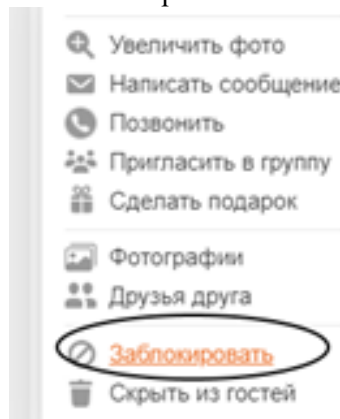 Увеличить фото
Написать сообщение
Позвонить
Пригласить в группу
Сделать подарок
Фотографии
Друзья друга
Заблокировать
Скрыть из гостей